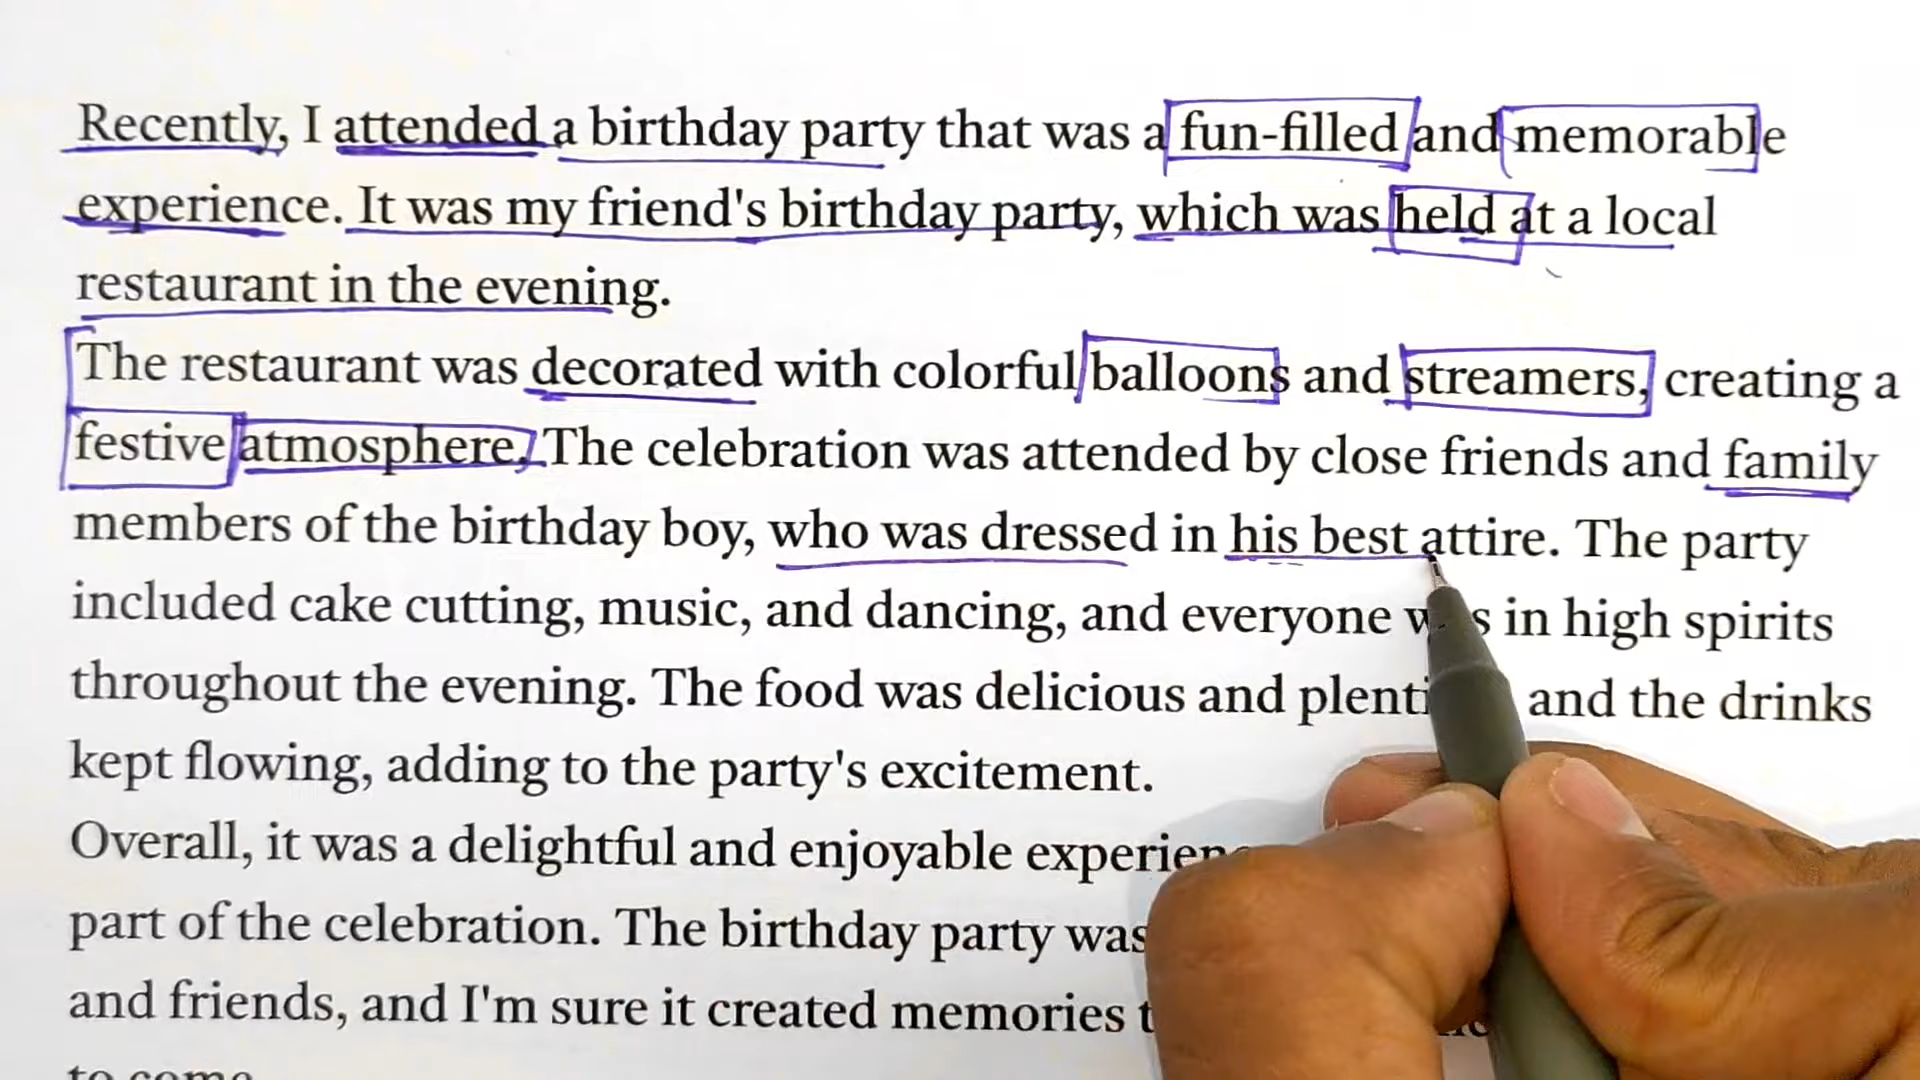 Recently, I attended a birthday party that was a fun-filled and memorable
experience. It was my friend's birthday party, which was held at a local
restaurant in the evening.
The restaurant was decorated with colorful balloons and streamers, creating a
festive atmosphere. The celebration was attended by close friends and family
members of the birthday boy, who was dressed in his best attire. The party
included cake cutting, music, and dancing, and everyone was in high spirits
throughout the evening. The food was delicious and and the drinks
kept flowing, adding to the party's excitement.
Overall, it was a delightful and enjoyable
part of the celebration. The birthday party was
and friends, and I'm sure it created memories
to come